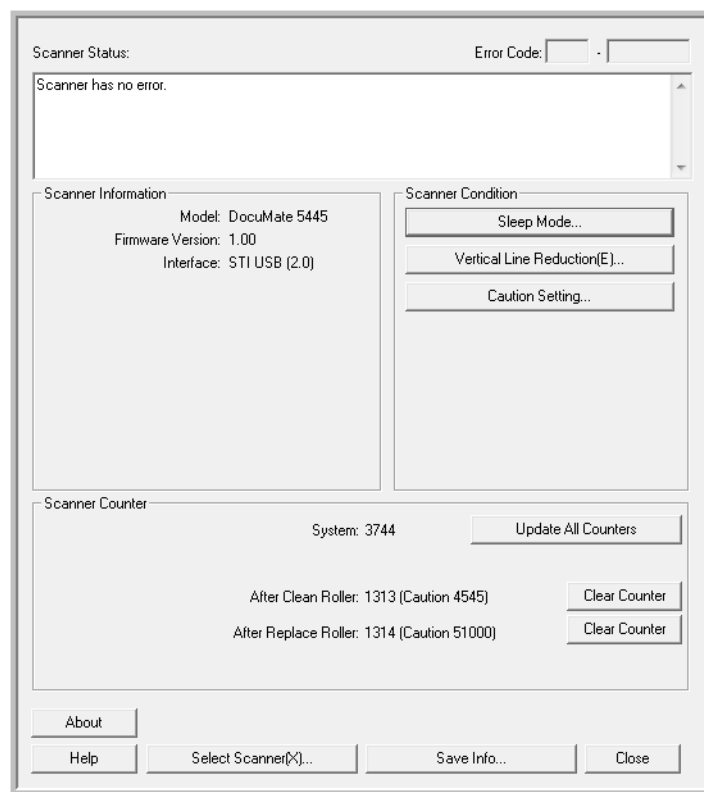 Scanner Status: Error Code: -
Scanner has no error.
Scanner Information
Model: DocuMate 5445
Firmware Version: 1.00
Interface: STI USB (2.0)
Scanner Condition
Sleep Mode...
Vertical Line Reduction(E)...
Caution Setting...
Scanner Counter
System: 3744 Update All Counters
After Clean Roller: 1313 (Caution 4545) Clear Counter
After Replace Roller: 1314 (Caution 51000) Clear Counter
About
Help Select Scanner(X)... Save Info... Close